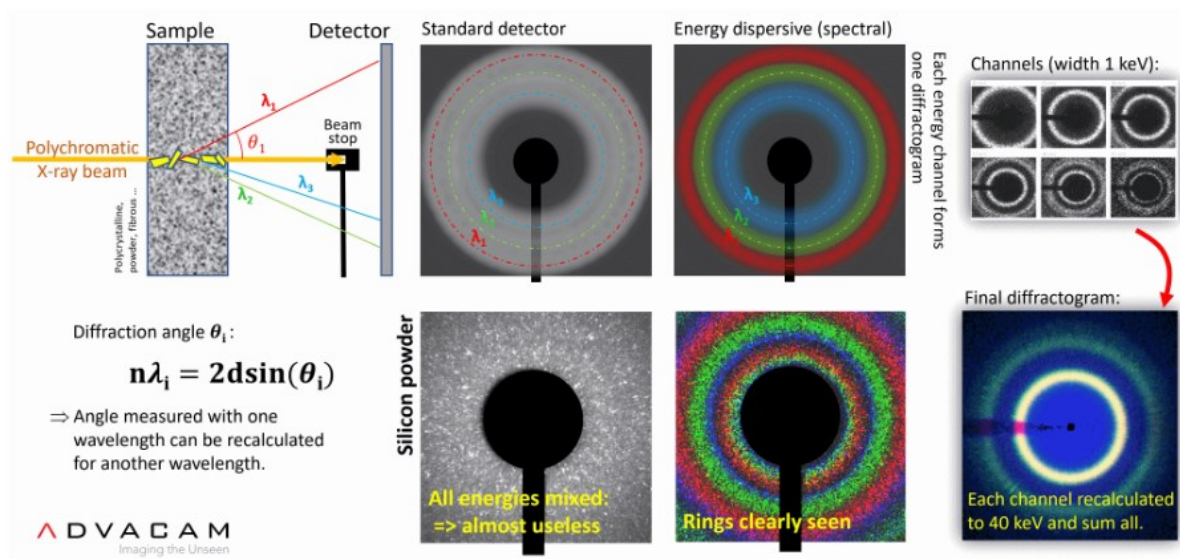 Sample
Detector
λ1
θ1
Beam
stop
Polychromatic
X-ray beam
λ3
λ2
Polycrystalline,
powder, fibrous ...
Standard detector
λ3
λ2
λ1
Energy dispersive (spectral)
λ3
λ2
Each energy channel forms
one diffractogram
Channels (width 1 keV):
Diffraction angle θi:
nλi = 2dsin(θi)
⇒ Angle measured with one
wavelength can be recalculated
for another wavelength.
Silicon powder
All energies mixed:
=> almost useless
Rings clearly seen
Final diffractogram:
Each channel recalculated
to 40 keV and sum all.
ADVACAM
Imaging the Unseen